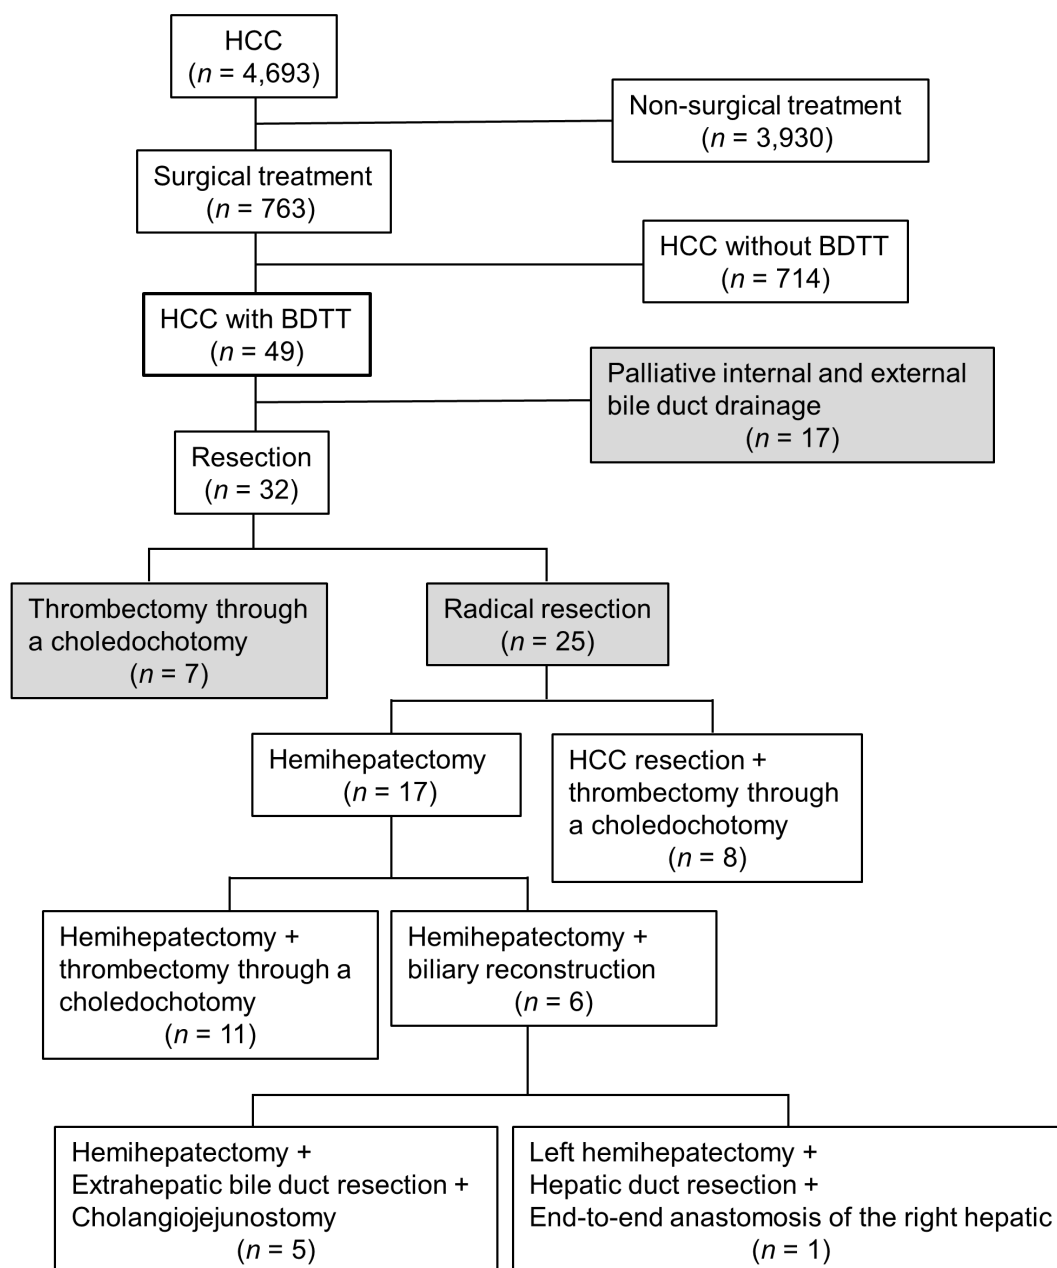 HCC
(n = 4,693)
Non-surgical treatment
(n = 3,930)
Surgical treatment
(n = 763)
HCC without BDTT
(n = 714)
HCC with BDTT
(n = 49)
Palliative internal and external
bile duct drainage
(n = 17)
Resection
(n = 32)
Thrombectomy through
a choledochotomy
(n = 7)
Radical resection
(n = 25)
Hemihepatectomy
(n = 17)
HCC resection +
thrombectomy through
a choledochotomy
(n = 8)
Hemihepatectomy +
thrombectomy through a
choledochotomy
(n = 11)
Hemihepatectomy +
biliary reconstruction
(n = 6)
Hemihepatectomy +
Extrahepatic bile duct resection +
Cholangiojejunostomy
(n = 5)
Left hemihepatectomy +
Hepatic duct resection +
End-to-end anastomosis of the right hepatic
(n = 1)